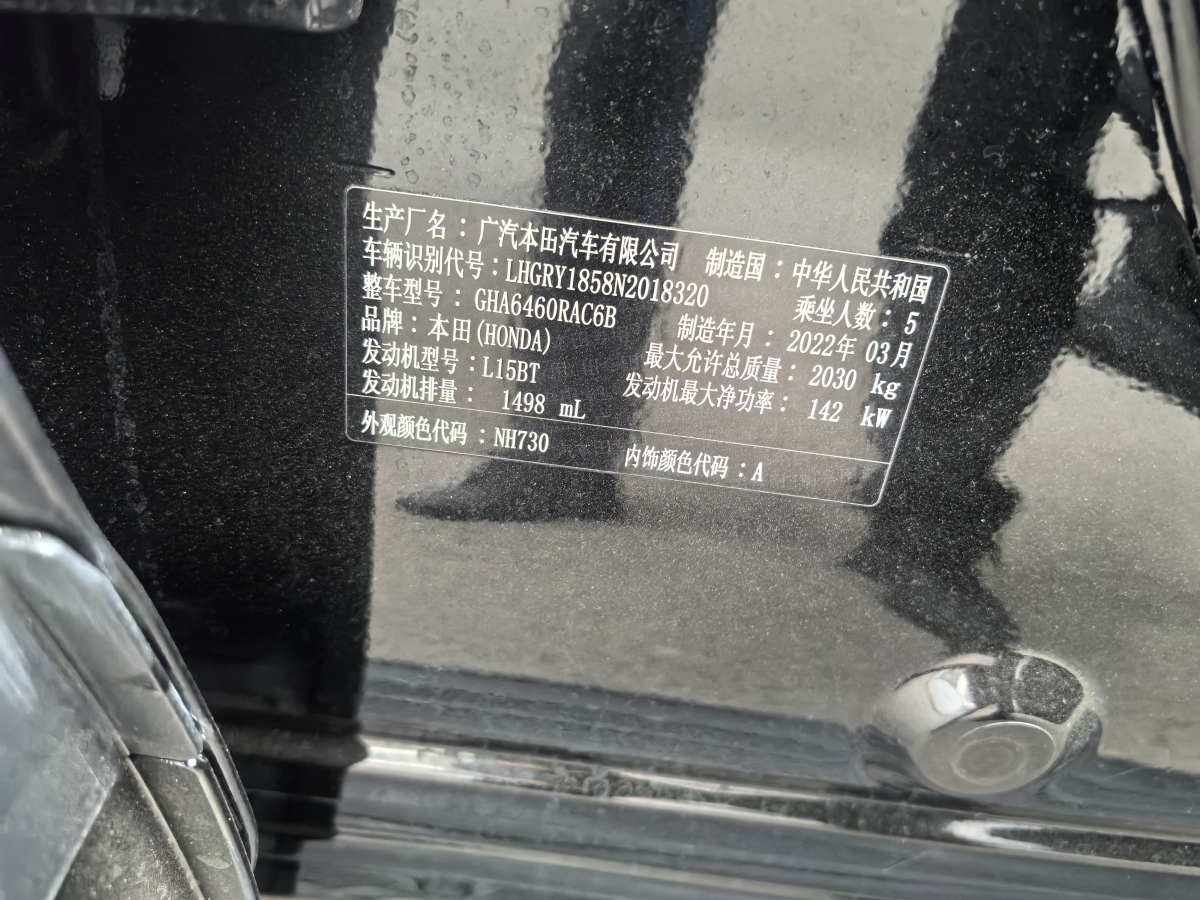 生产厂名：广汽本田汽车有限公司 制造国：中华人民共和国
车辆识别代号：LHGRY1858N2018320 乘坐人数：5
整车型号：GHA6460RAC6B 制造年月：2022年 03月
品牌：本田(HONDA) 最大允许总质量：2030 kg
发动机型号：L15BT 发动机最大净功率：142 kW
发动机排量：1498 mL
外观颜色代码：NH730 内饰颜色代码：A